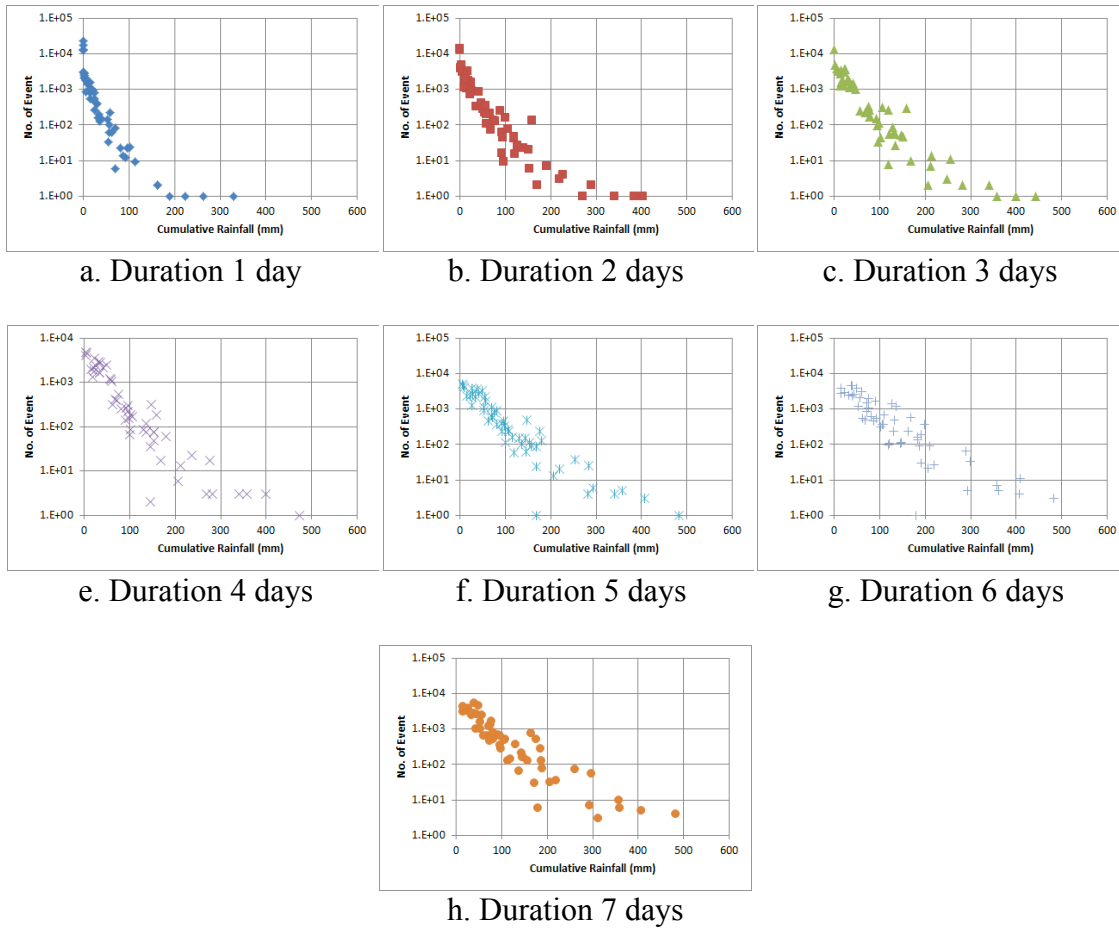 1.E+05
1.E+04
1.E+03
1.E+02
1.E+01
1.E+00
No. of Event
0 100 200 300 400 500 600
Cumulative Rainfall (mm)
a. Duration 1 day
1.E+05
1.E+04
1.E+03
1.E+02
1.E+01
1.E+00
No. of Event
0 100 200 300 400 500 600
Cumulative Rainfall (mm)
b. Duration 2 days
1.E+05
1.E+04
1.E+03
1.E+02
1.E+01
1.E+00
No. of Event
0 100 200 300 400 500 600
Cumulative Rainfall (mm)
c. Duration 3 days
1.E+04
1.E+03
1.E+02
1.E+01
1.E+00
No. of Event
0 100 200 300 400 500 600
Cumulative Rainfall (mm)
e. Duration 4 days
1.E+05
1.E+04
1.E+03
1.E+02
1.E+01
1.E+00
No. of Event
0 100 200 300 400 500 600
Cumulative Rainfall (mm)
f. Duration 5 days
1.E+05
1.E+04
1.E+03
1.E+02
1.E+01
1.E+00
No. of Event
0 100 200 300 400 500 600
Cumulative Rainfall (mm)
g. Duration 6 days
1.E+05
1.E+04
1.E+03
1.E+02
1.E+01
1.E+00
No. of Event
0 100 200 300 400 500 600
Cumulative Rainfall (mm)
h. Duration 7 days